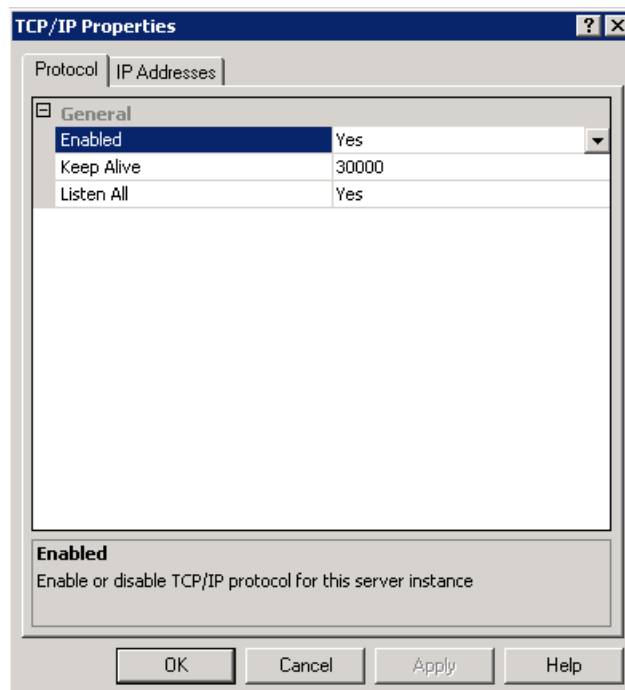 TCP/IP Properties
Protocol IP Addresses
General
Enabled Yes
Keep Alive 30000
Listen All Yes
Enabled
Enable or disable TCP/IP protocol for this server instance
OK Cancel Apply Help